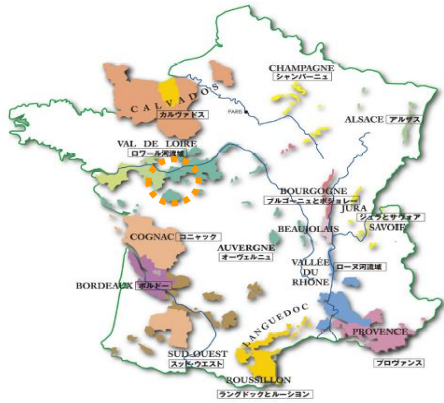 CHAMPAGNE
シャンパーニュ
CALVADOS
カルヴァドス
PARIS
ALSACE アルザス
VAL DE LOIRE
ロワール河流域
BOURGOGNE
ブルゴーニュとボジョレー
JURA
ジュラとサヴォア
SAVOIE
BEAUJOLAIS
COGNAC コニャック
AUVERGNE
オーヴェルニュ
VALLÉE
DU
RHÔNE
ローヌ河流域
BORDEAUX ボルドー
LANGUEDOC
PROVENCE
プロヴァンス
SUD-OUEST
スッド・ウエスト
ROUSSILLON
ラングドックとルーション